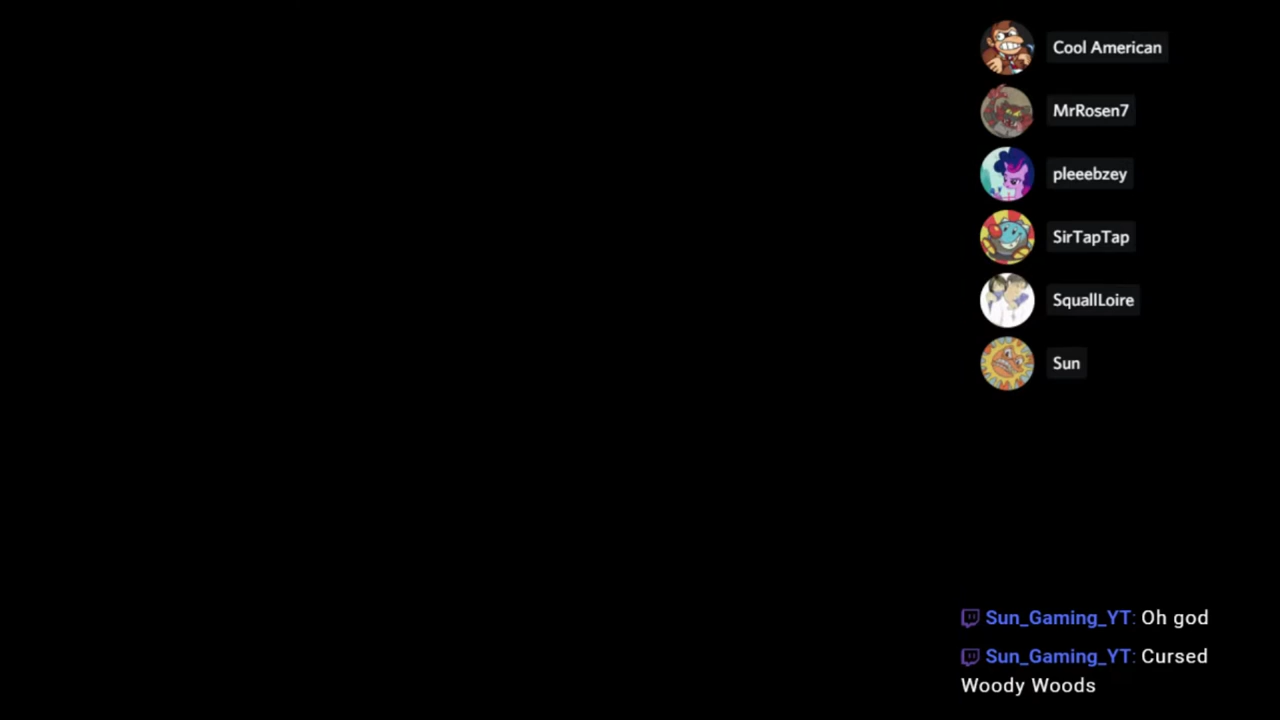 Cool American
MrRosen7
pleeebzey
SirTapTap
SquallLoire
Sun
Sun_Gaming_YT: Oh god
Sun_Gaming_YT: Cursed
Woody Woods